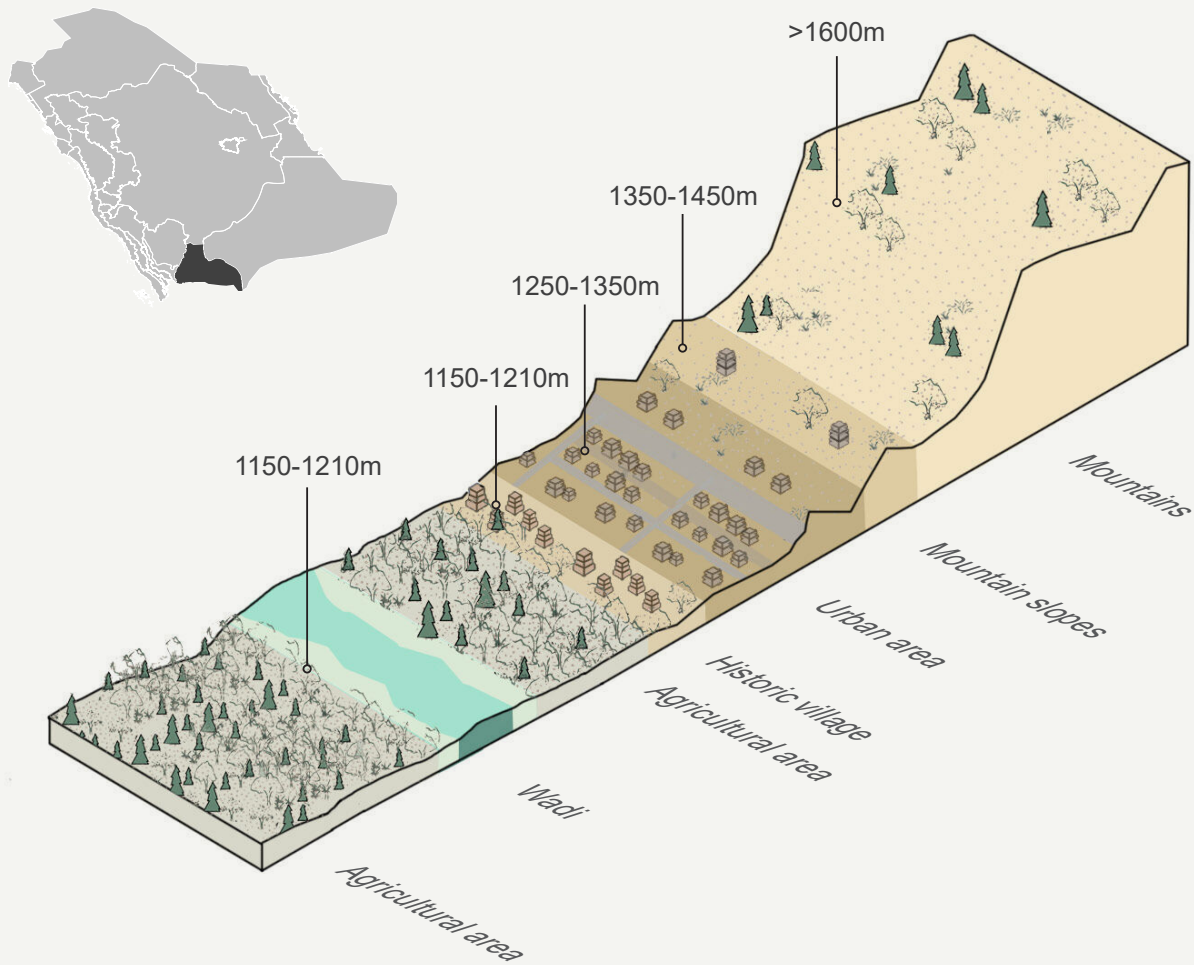 >1600m
1350-1450m
1250-1350m
1150-1210m
1150-1210m
Mountains
Mountain slopes
Urban area
Historic village
Agricultural area
Wadi
Agricultural area